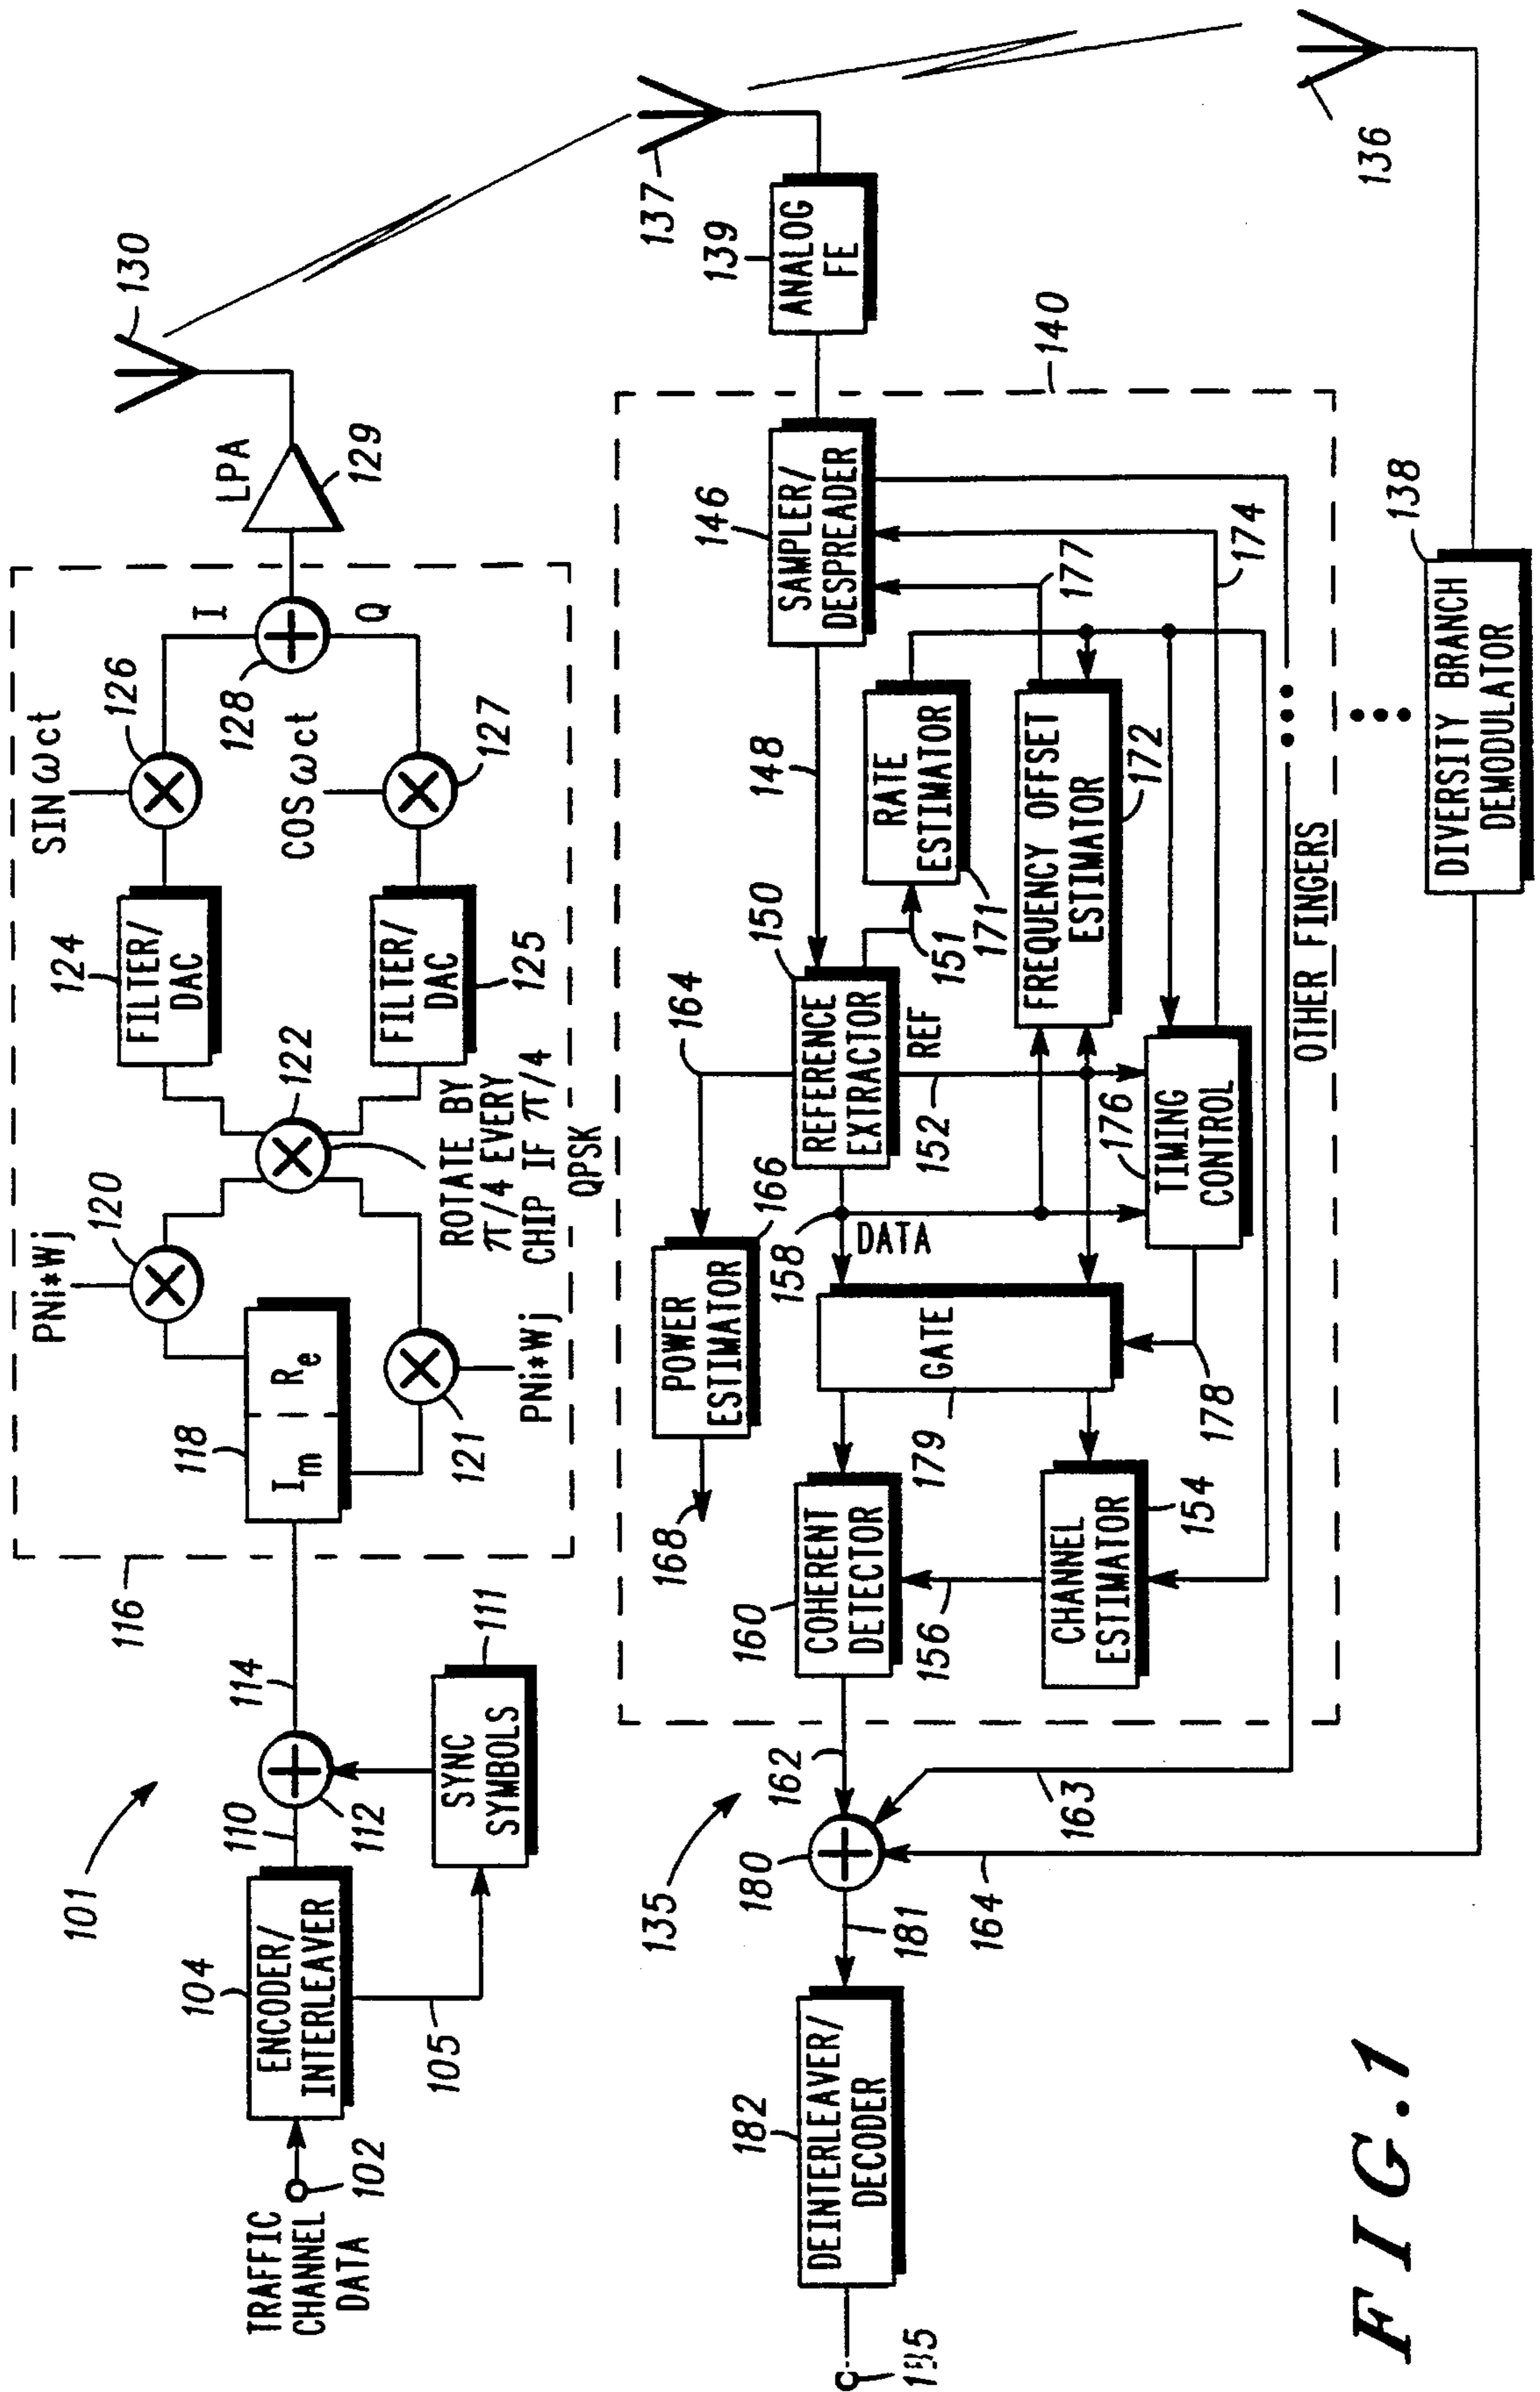 101
TRAFFIC
CHANNEL
DATA
102
104
ENCODER/
INTERLEAVER
105
110
112
SYNC
SYMBOLS
111
114
116
118
Im
Re
PNi*Wj
120
121
PNi*Wj
122
ROTATE BY
π/4 EVERY
CHIP IF π/4
QPSK
124
FILTER/
DAC
FILTER/
DAC
125
SIN ωct
126
COS ωct
127
128
I
Q
LPA
129
130
135
182
DEINTERLEAVER/
DECODER
180
181
162
163
164
160
COHERENT
DETECTOR
156
CHANNEL
ESTIMATOR
154
168
POWER
ESTIMATOR
166
164
179
GATE
178
158
DATA
150
REFERENCE
EXTRACTOR
REF
152
151
176
TIMING
CONTROL
148
RATE
ESTIMATOR
171
FREQUENCY OFFSET
ESTIMATOR
172
177
174
146
SAMPLER/
DESPREADER
OTHER FINGERS
140
139
ANALOG
FE
137
136
138
DIVERSITY BRANCH
DEMODULATOR
FIG.1